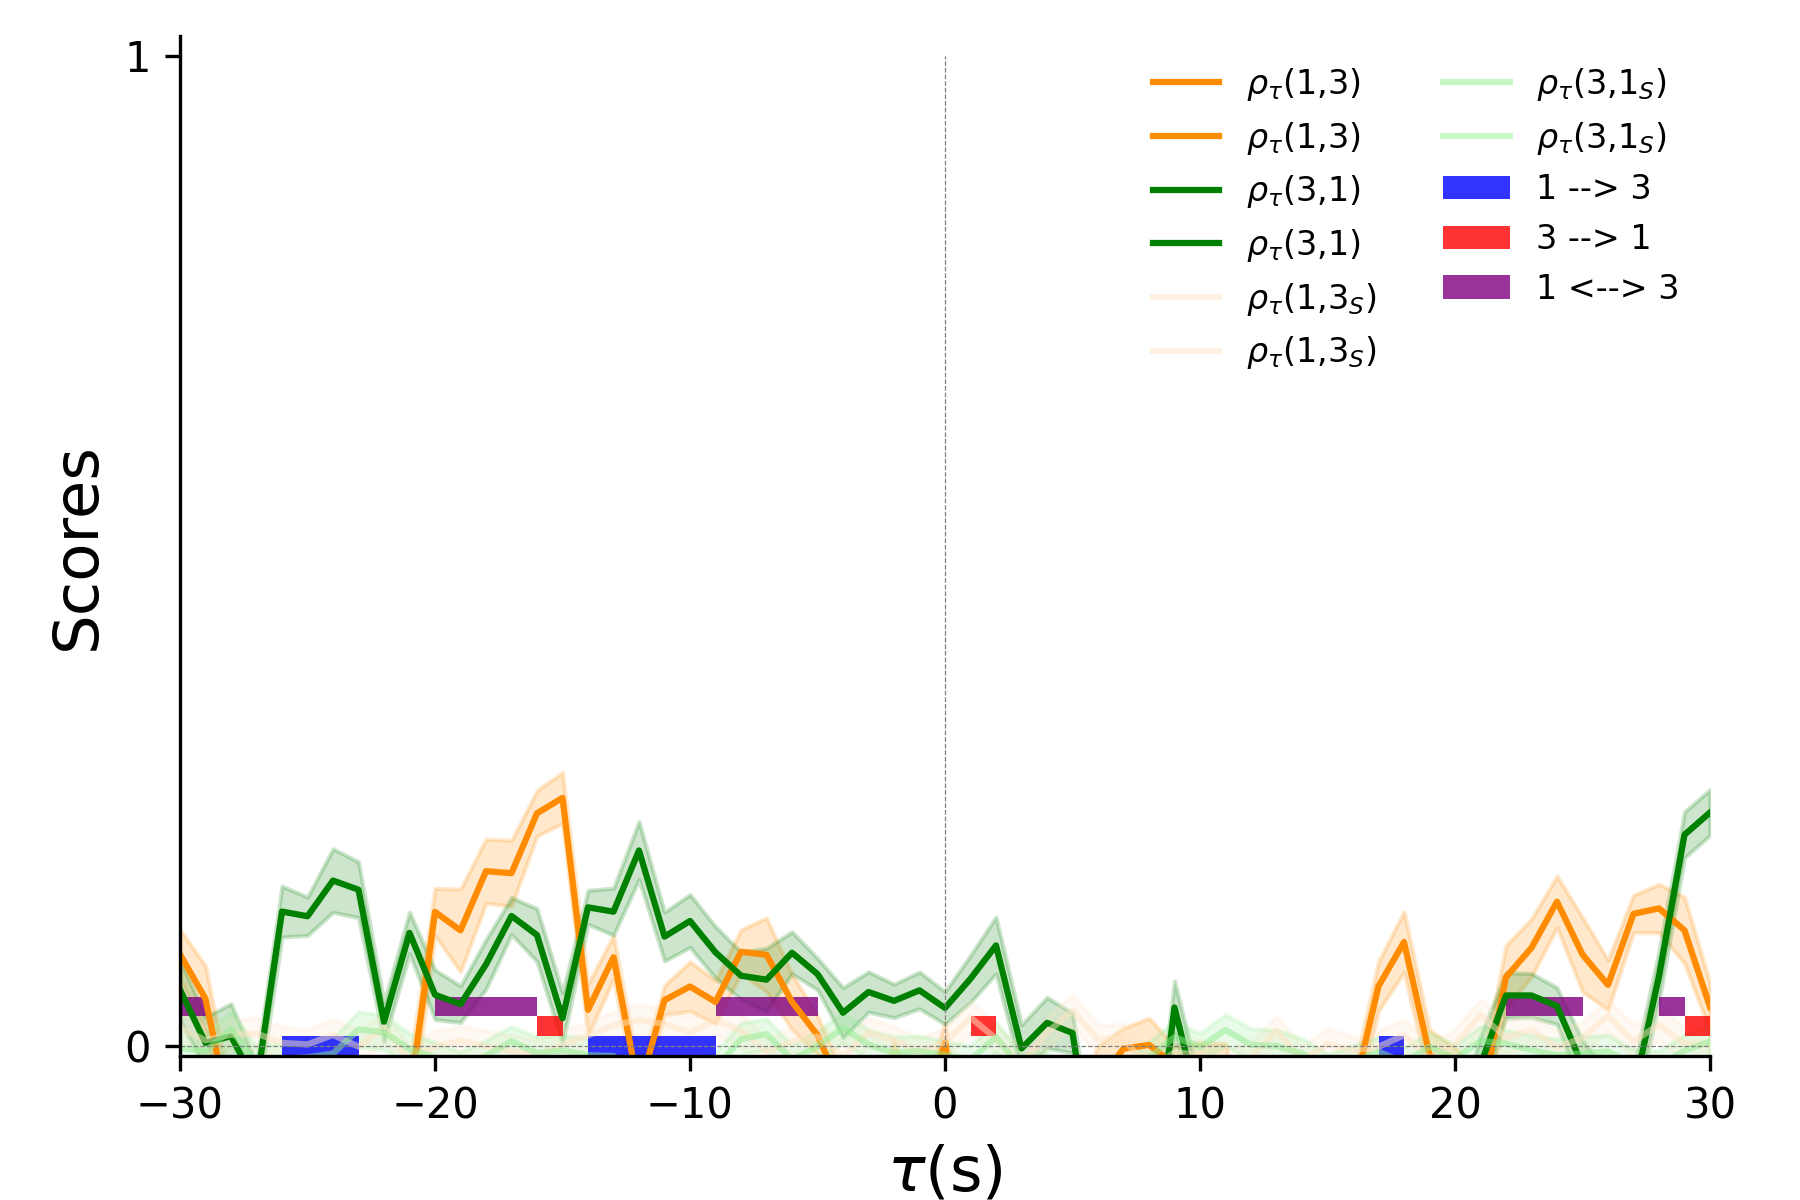 1
ρτ(1,3)
ρτ(1,3)
ρτ(3,1)
ρτ(3,1)
ρτ(1,3S)
ρτ(1,3S)
ρτ(3,1S)
ρτ(3,1S)
1 --> 3
3 --> 1
1 <--> 3
Scores
0
−30 −20 −10 0 10 20 30
τ(s)